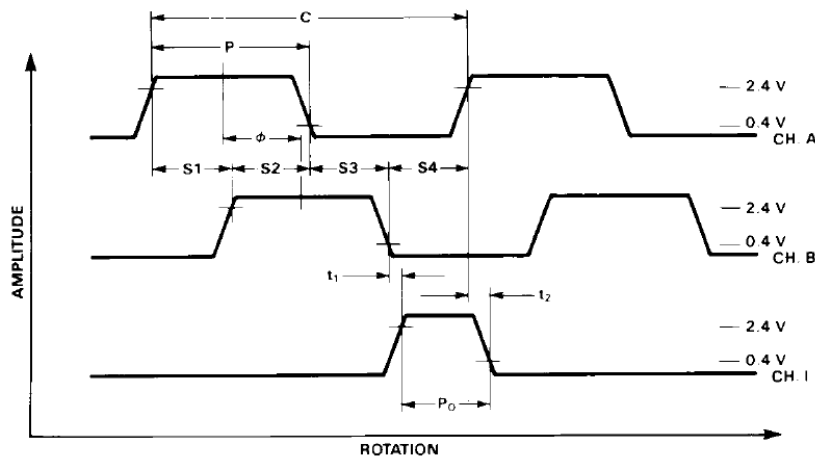 C
P
— 2.4 V
— 0.4 V
CH. A
ϕ
S1 S2 S3 S4
— 2.4 V
— 0.4 V
CH. B
t₁
t₂
— 2.4 V
— 0.4 V
CH. I
P₀
AMPLITUDE
ROTATION